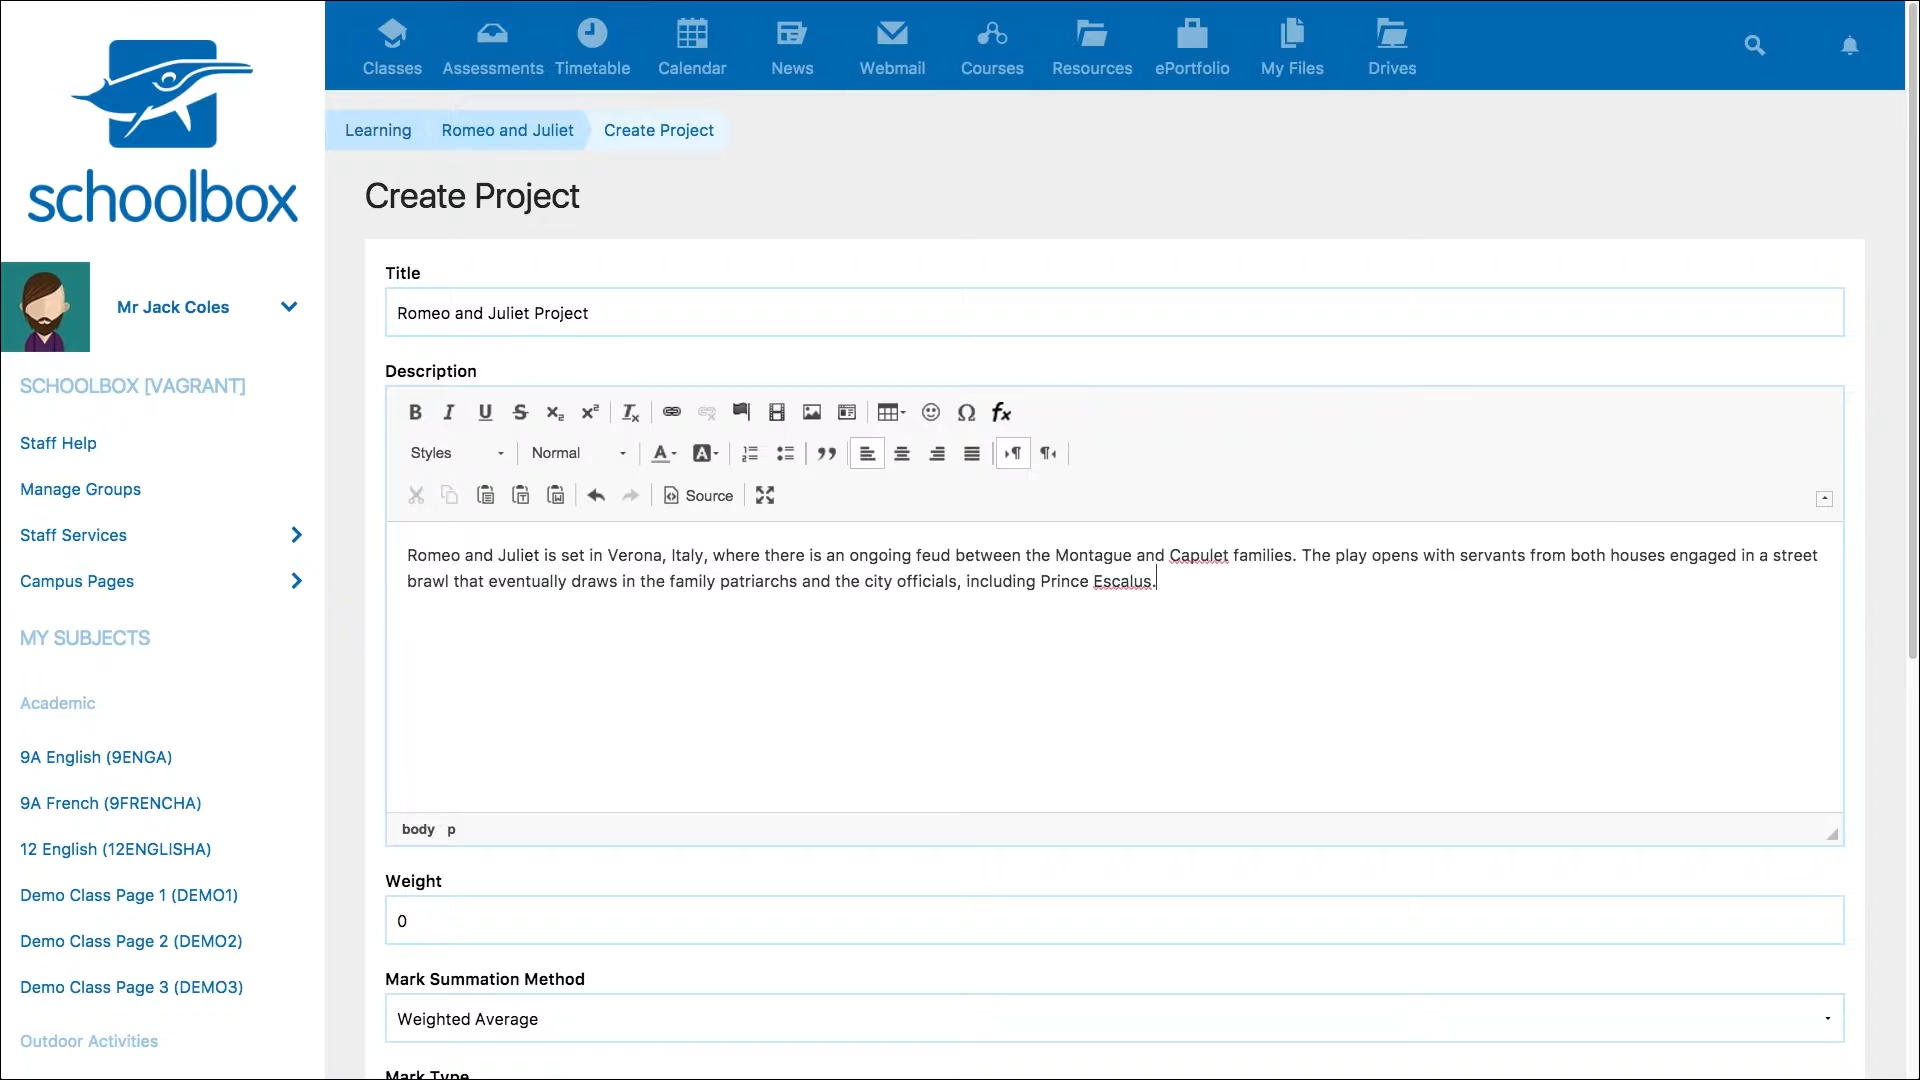 Classes
Assessments
Timetable
Calendar
News
Webmail
Courses
Resources
ePortfolio
My Files
Drives
schoolbox
Mr Jack Coles
SCHOOLBOX [VAGRANT]
Staff Help
Manage Groups
Staff Services
Campus Pages
MY SUBJECTS
Academic
9A English (9ENGA)
9A French (9FRENCHA)
12 English (12ENGLISHA)
Demo Class Page 1 (DEMO1)
Demo Class Page 2 (DEMO2)
Demo Class Page 3 (DEMO3)
Outdoor Activities
Learning
Romeo and Juliet
Create Project
Create Project
Title
Romeo and Juliet Project
Description
Styles
Normal
Source
Romeo and Juliet is set in Verona, Italy, where there is an ongoing feud between the Montague and Capulet families. The play opens with servants from both houses engaged in a street
brawl that eventually draws in the family patriarchs and the city officials, including Prince Escalus.
body p
Weight
0
Mark Summation Method
Weighted Average
Mark Type